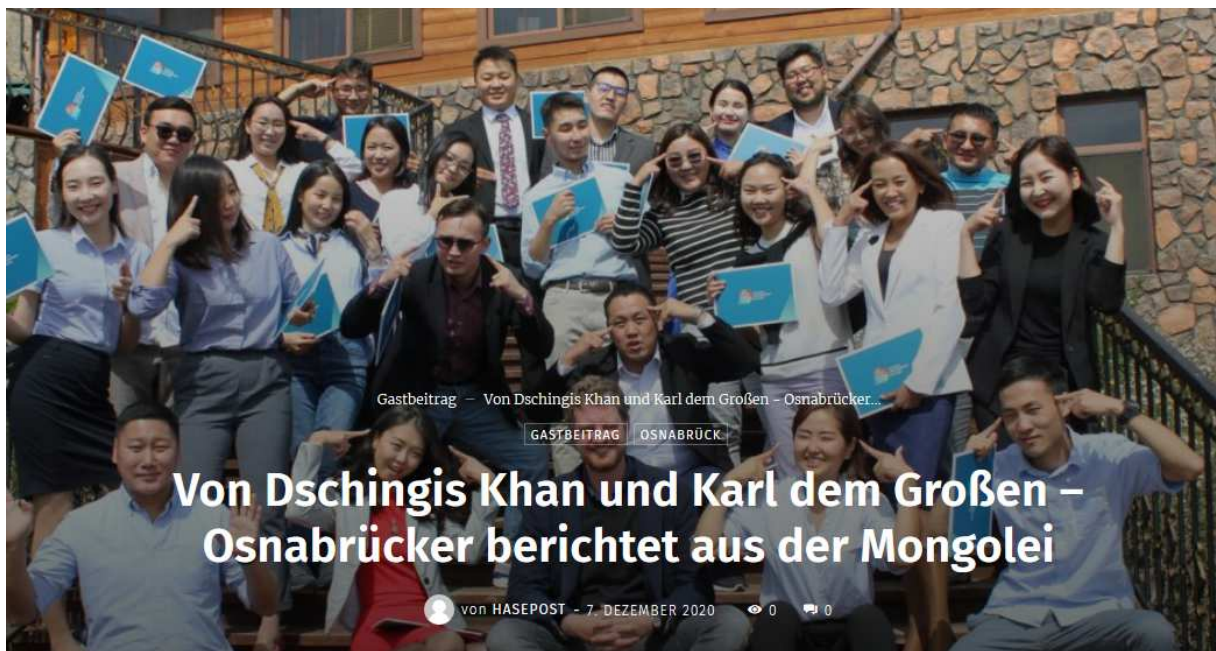 Gastbeitrag – Von Dschingis Khan und Karl dem Großen – Osnabrücker...
GASTBEITRAG OSNABRÜCK
Von Dschingis Khan und Karl dem Großen –
Osnabrücker berichtet aus der Mongolei
von HASEPOST - 7. DEZEMBER 2020 0 0